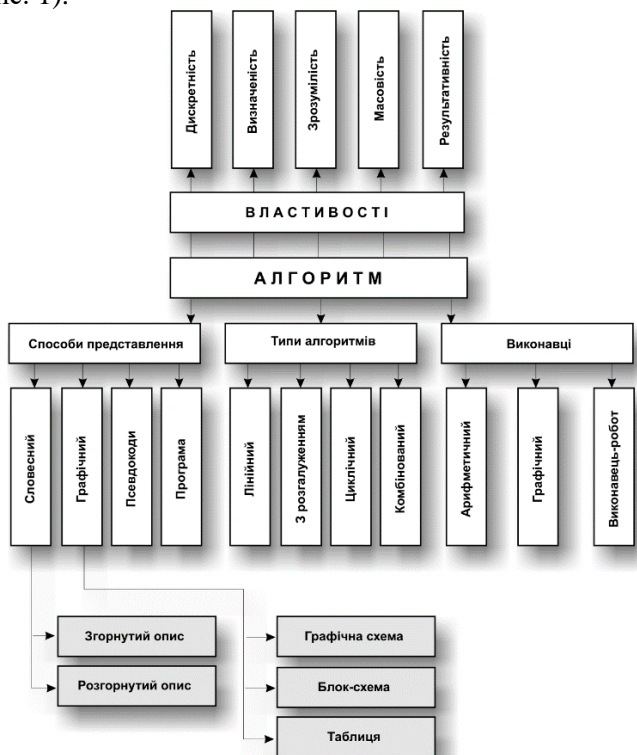 с. 1).
Дискретність
Визначеність
Зрозумілість
Масовість
Результативність
ВЛАСТИВОСТІ
АЛГОРИТМ
Способи представлення
Типи алгоритмів
Виконавці
Словесний
Графічний
Псевдокоди
Програма
Лінійний
З розгалуженням
Циклічний
Комбінований
Арифметичний
Графічний
Виконавець-робот
Згорнутий опис
Розгорнутий опис
Графічна схема
Блок-схема
Таблиця